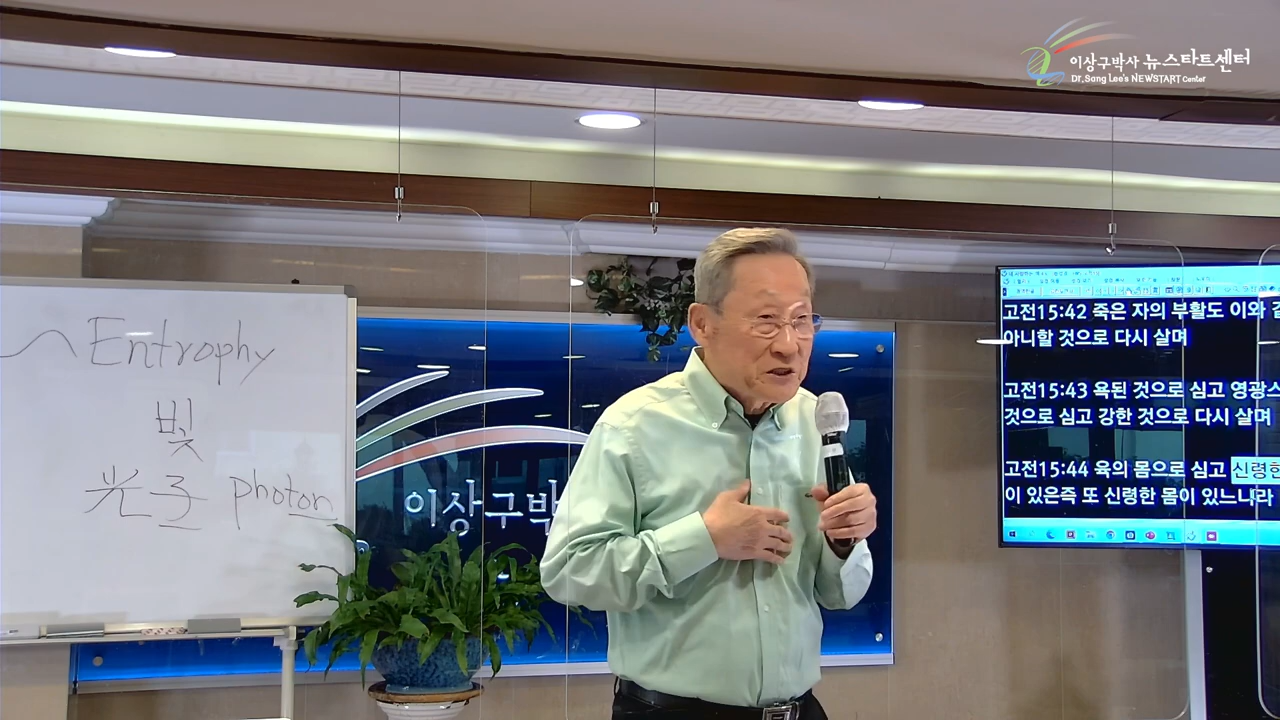 이상구박사 뉴스타트센터
Dr. Sang Lee's NEWSTART Center
Entrophy
빛
光子 photon
이상구박
고전15:42 죽은 자의 부활도 이와
아니할 것으로 다시 살며
고전15:43 욕된 것으로 심고 영광스
것으로 심고 강한 것으로 다시 살며
고전15:44 육의 몸으로 심고 신령한
이 있은즉 또 신령한 몸이 있느니라